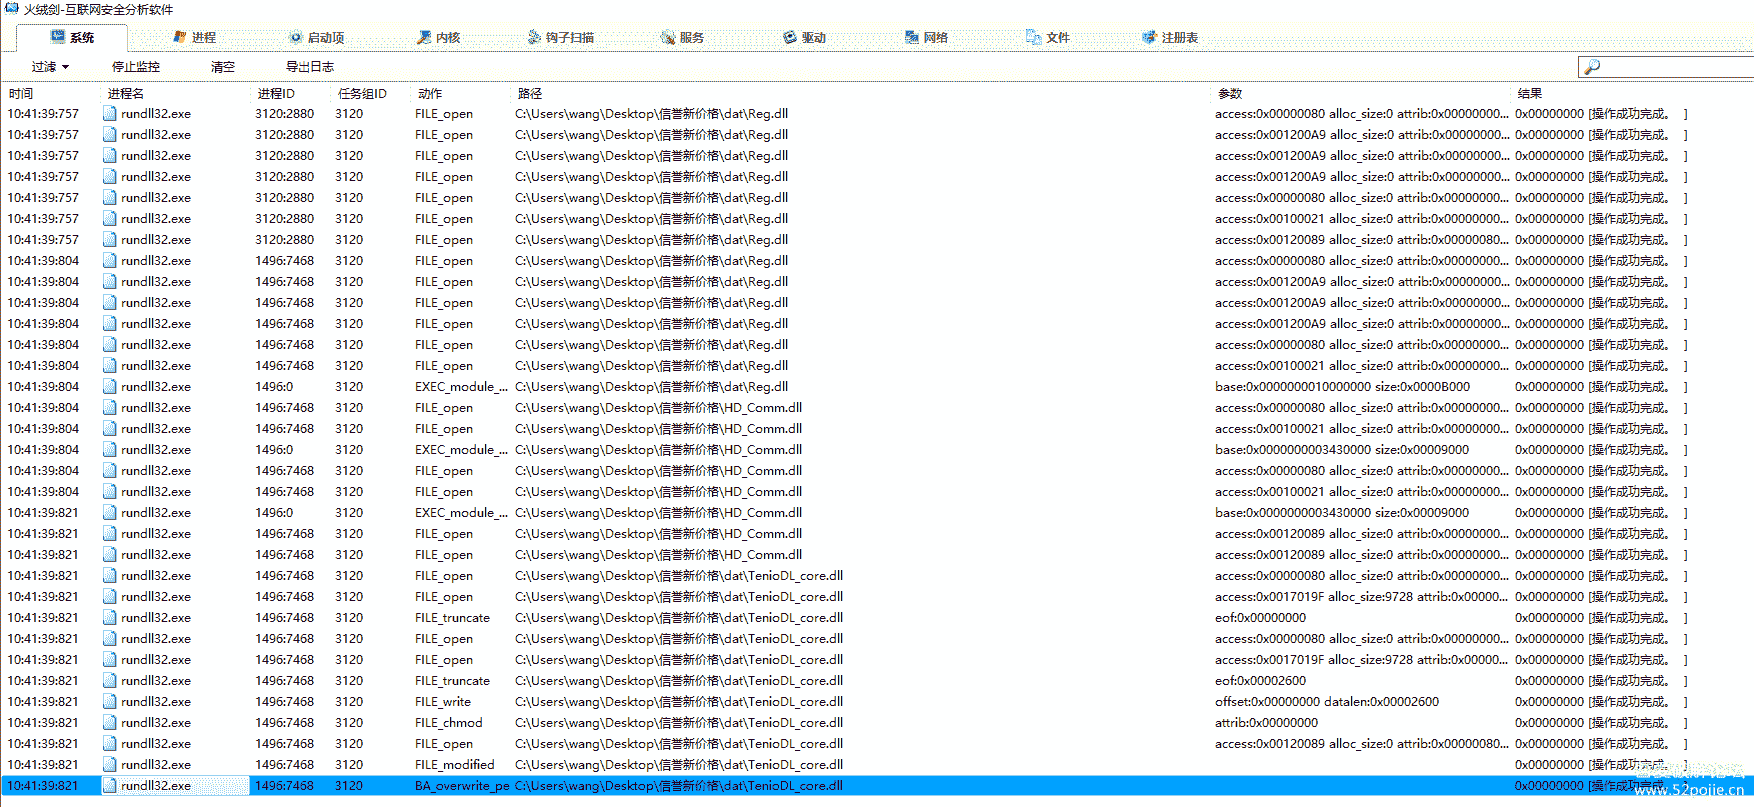 火绒剑-互联网安全分析软件
系统 进程 启动项 内核 钩子扫描 服务 驱动 网络 文件 注册表
过滤 停止监控 清空 导出日志
时间 进程名 进程ID 任务组ID 动作 路径 参数 结果
10:41:39:757 rundll32.exe 3120:2880 3120 FILE_open C:\Users\wang\Desktop\信誉新价格\dat\Reg.dll access:0x00000080 alloc_size:0 attrib:0x00000000... 0x00000000 [操作成功完成。 ]
10:41:39:757 rundll32.exe 3120:2880 3120 FILE_open C:\Users\wang\Desktop\信誉新价格\dat\Reg.dll access:0x001200A9 alloc_size:0 attrib:0x00000000... 0x00000000 [操作成功完成。 ]
10:41:39:757 rundll32.exe 3120:2880 3120 FILE_open C:\Users\wang\Desktop\信誉新价格\dat\Reg.dll access:0x001200A9 alloc_size:0 attrib:0x00000000... 0x00000000 [操作成功完成。 ]
10:41:39:757 rundll32.exe 3120:2880 3120 FILE_open C:\Users\wang\Desktop\信誉新价格\dat\Reg.dll access:0x001200A9 alloc_size:0 attrib:0x00000000... 0x00000000 [操作成功完成。 ]
10:41:39:757 rundll32.exe 3120:2880 3120 FILE_open C:\Users\wang\Desktop\信誉新价格\dat\Reg.dll access:0x00000080 alloc_size:0 attrib:0x00000000... 0x00000000 [操作成功完成。 ]
10:41:39:757 rundll32.exe 3120:2880 3120 FILE_open C:\Users\wang\Desktop\信誉新价格\dat\Reg.dll access:0x00100021 alloc_size:0 attrib:0x00000000... 0x00000000 [操作成功完成。 ]
10:41:39:757 rundll32.exe 3120:2880 3120 FILE_open C:\Users\wang\Desktop\信誉新价格\dat\Reg.dll access:0x00120089 alloc_size:0 attrib:0x00000080... 0x00000000 [操作成功完成。 ]
10:41:39:804 rundll32.exe 1496:7468 3120 FILE_open C:\Users\wang\Desktop\信誉新价格\dat\Reg.dll access:0x00000080 alloc_size:0 attrib:0x00000000... 0x00000000 [操作成功完成。 ]
10:41:39:804 rundll32.exe 1496:7468 3120 FILE_open C:\Users\wang\Desktop\信誉新价格\dat\Reg.dll access:0x001200A9 alloc_size:0 attrib:0x00000000... 0x00000000 [操作成功完成。 ]
10:41:39:804 rundll32.exe 1496:7468 3120 FILE_open C:\Users\wang\Desktop\信誉新价格\dat\Reg.dll access:0x001200A9 alloc_size:0 attrib:0x00000000... 0x00000000 [操作成功完成。 ]
10:41:39:804 rundll32.exe 1496:7468 3120 FILE_open C:\Users\wang\Desktop\信誉新价格\dat\Reg.dll access:0x001200A9 alloc_size:0 attrib:0x00000000... 0x00000000 [操作成功完成。 ]
10:41:39:804 rundll32.exe 1496:7468 3120 FILE_open C:\Users\wang\Desktop\信誉新价格\dat\Reg.dll access:0x00000080 alloc_size:0 attrib:0x00000000... 0x00000000 [操作成功完成。 ]
10:41:39:804 rundll32.exe 1496:7468 3120 FILE_open C:\Users\wang\Desktop\信誉新价格\dat\Reg.dll access:0x00100021 alloc_size:0 attrib:0x00000000... 0x00000000 [操作成功完成。 ]
10:41:39:804 rundll32.exe 1496:0 3120 EXEC_module_... C:\Users\wang\Desktop\信誉新价格\dat\Reg.dll base:0x0000000010000000 size:0x0000B000 0x00000000 [操作成功完成。 ]
10:41:39:804 rundll32.exe 1496:7468 3120 FILE_open C:\Users\wang\Desktop\信誉新价格\HD_Comm.dll access:0x00000080 alloc_size:0 attrib:0x00000000... 0x00000000 [操作成功完成。 ]
10:41:39:804 rundll32.exe 1496:7468 3120 FILE_open C:\Users\wang\Desktop\信誉新价格\HD_Comm.dll access:0x00100021 alloc_size:0 attrib:0x00000000... 0x00000000 [操作成功完成。 ]
10:41:39:804 rundll32.exe 1496:0 3120 EXEC_module_... C:\Users\wang\Desktop\信誉新价格\HD_Comm.dll base:0x0000000003430000 size:0x00009000 0x00000000 [操作成功完成。 ]
10:41:39:804 rundll32.exe 1496:7468 3120 FILE_open C:\Users\wang\Desktop\信誉新价格\HD_Comm.dll access:0x00000080 alloc_size:0 attrib:0x00000000... 0x00000000 [操作成功完成。 ]
10:41:39:804 rundll32.exe 1496:7468 3120 FILE_open C:\Users\wang\Desktop\信誉新价格\HD_Comm.dll access:0x00100021 alloc_size:0 attrib:0x00000000... 0x00000000 [操作成功完成。 ]
10:41:39:821 rundll32.exe 1496:0 3120 EXEC_module_... C:\Users\wang\Desktop\信誉新价格\HD_Comm.dll base:0x0000000003430000 size:0x00009000 0x00000000 [操作成功完成。 ]
10:41:39:821 rundll32.exe 1496:7468 3120 FILE_open C:\Users\wang\Desktop\信誉新价格\HD_Comm.dll access:0x00120089 alloc_size:0 attrib:0x00000000... 0x00000000 [操作成功完成。 ]
10:41:39:821 rundll32.exe 1496:7468 3120 FILE_open C:\Users\wang\Desktop\信誉新价格\HD_Comm.dll access:0x00120089 alloc_size:0 attrib:0x00000000... 0x00000000 [操作成功完成。 ]
10:41:39:821 rundll32.exe 1496:7468 3120 FILE_open C:\Users\wang\Desktop\信誉新价格\dat\TenioDL_core.dll access:0x00000080 alloc_size:0 attrib:0x00000000... 0x00000000 [操作成功完成。 ]
10:41:39:821 rundll32.exe 1496:7468 3120 FILE_open C:\Users\wang\Desktop\信誉新价格\dat\TenioDL_core.dll access:0x0017019F alloc_size:9728 attrib:0x00000... 0x00000000 [操作成功完成。 ]
10:41:39:821 rundll32.exe 1496:7468 3120 FILE_truncate C:\Users\wang\Desktop\信誉新价格\dat\TenioDL_core.dll eof:0x00000000 0x00000000 [操作成功完成。 ]
10:41:39:821 rundll32.exe 1496:7468 3120 FILE_open C:\Users\wang\Desktop\信誉新价格\dat\TenioDL_core.dll access:0x00000080 alloc_size:0 attrib:0x00000000... 0x00000000 [操作成功完成。 ]
10:41:39:821 rundll32.exe 1496:7468 3120 FILE_open C:\Users\wang\Desktop\信誉新价格\dat\TenioDL_core.dll access:0x0017019F alloc_size:9728 attrib:0x00000... 0x00000000 [操作成功完成。 ]
10:41:39:821 rundll32.exe 1496:7468 3120 FILE_truncate C:\Users\wang\Desktop\信誉新价格\dat\TenioDL_core.dll eof:0x00002600 0x00000000 [操作成功完成。 ]
10:41:39:821 rundll32.exe 1496:7468 3120 FILE_write C:\Users\wang\Desktop\信誉新价格\dat\TenioDL_core.dll offset:0x00000000 datalen:0x00002600 0x00000000 [操作成功完成。 ]
10:41:39:821 rundll32.exe 1496:7468 3120 FILE_chmod C:\Users\wang\Desktop\信誉新价格\dat\TenioDL_core.dll attrib:0x00000000 0x00000000 [操作成功完成。 ]
10:41:39:821 rundll32.exe 1496:7468 3120 FILE_open C:\Users\wang\Desktop\信誉新价格\dat\TenioDL_core.dll access:0x00120089 alloc_size:0 attrib:0x00000080... 0x00000000 [操作成功完成。 ]
10:41:39:821 rundll32.exe 1496:7468 3120 FILE_modified C:\Users\wang\Desktop\信誉新价格\dat\TenioDL_core.dll 0x00000000 [操作成功完成。 ]
10:41:39:821 rundll32.exe 1496:7468 3120 BA_overwrite_pe C:\Users\wang\Desktop\信誉新价格\dat\TenioDL_core.dll 0x00000000 [操作成功完成。 ]
www.52pojie.cn